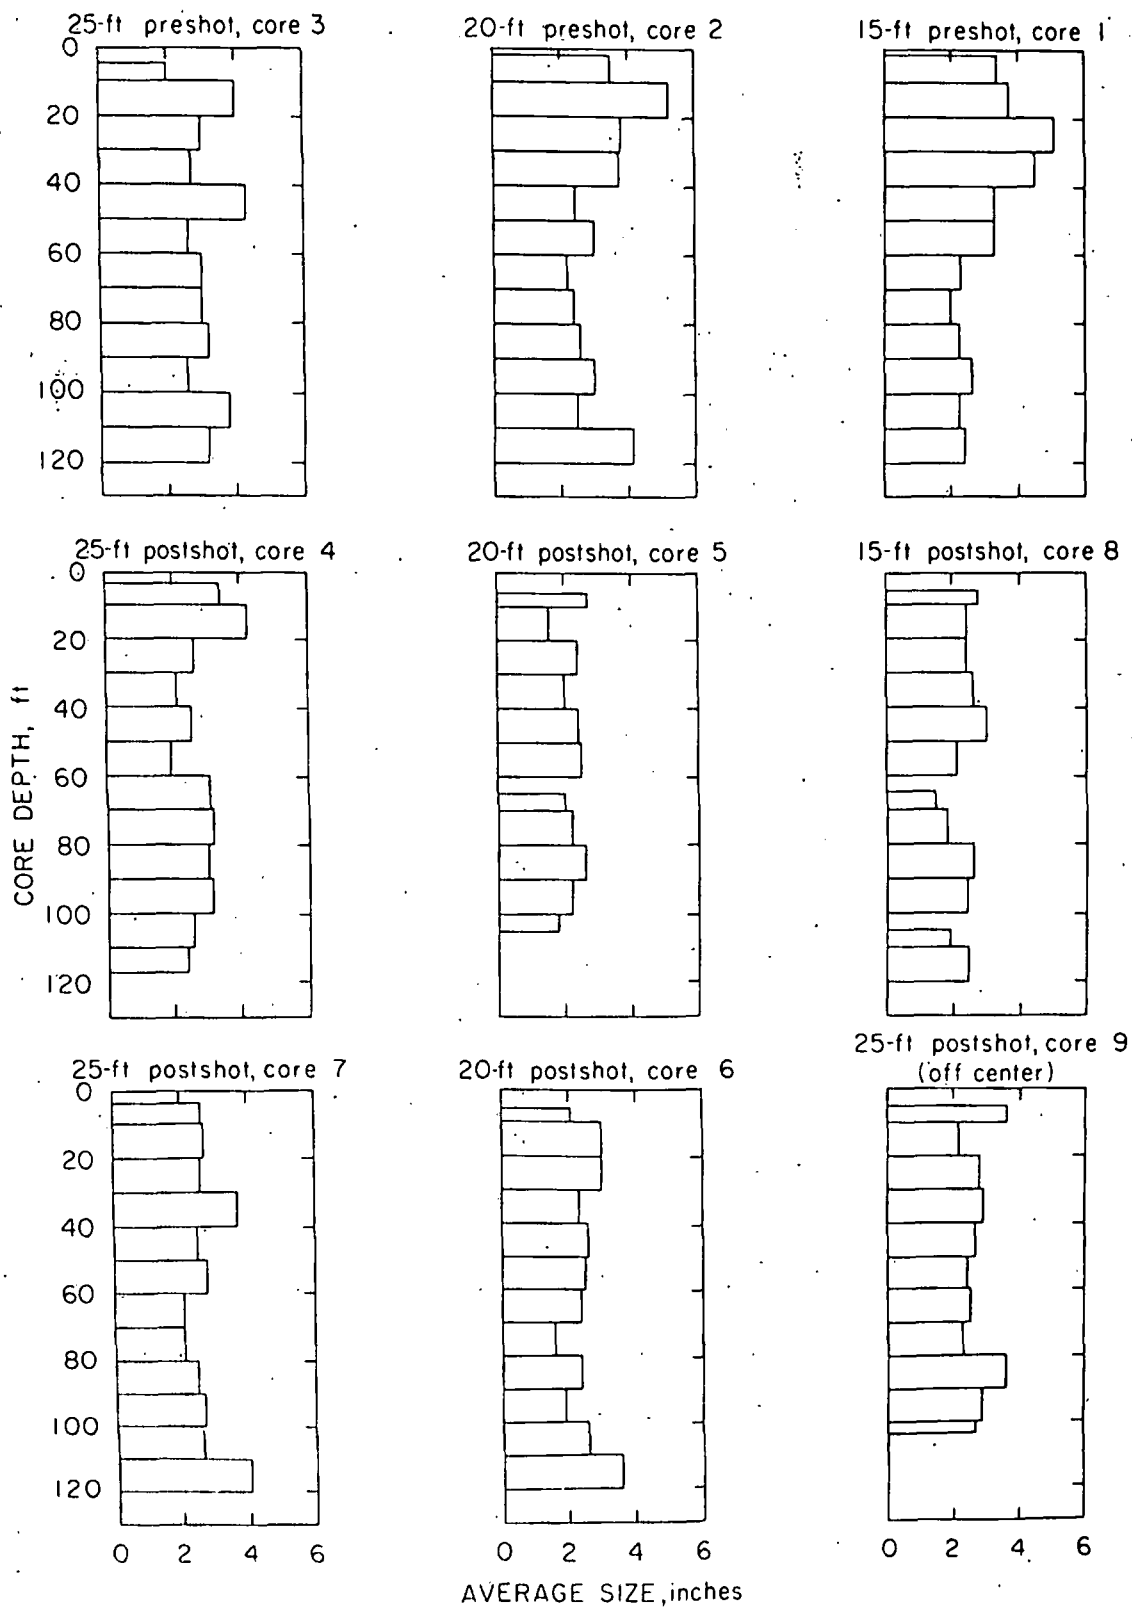 25-ft preshot, core 3
20-ft preshot, core 2
15-ft preshot, core 1
0
20
40
60
80
100
120
25-ft postshot, core 4
20-ft postshot, core 5
15-ft postshot, core 8
0
20
40
60
80
100
120
CORE DEPTH, ft
25-ft postshot, core 7
20-ft postshot, core 6
25-ft postshot, core 9
(off center)
0
20
40
60
80
100
120
0 2 4 6
0 2 4 6
0 2 4 6
AVERAGE SIZE, inches